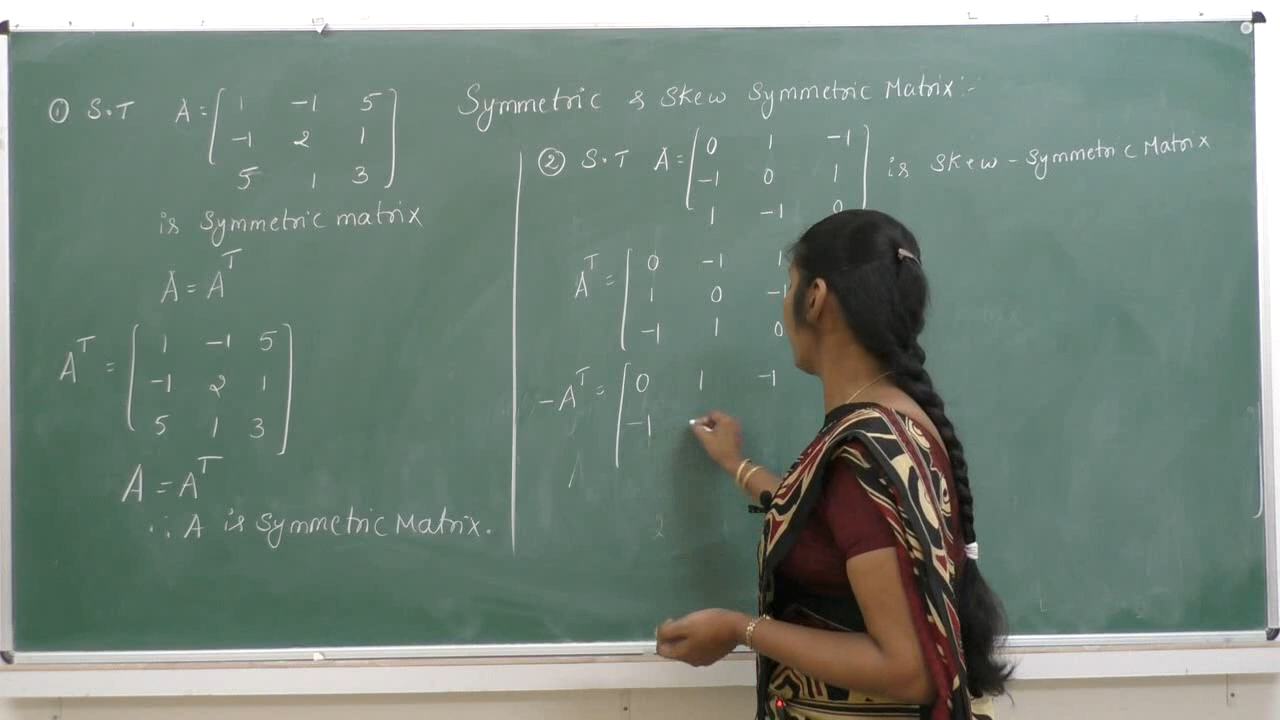 Symmetric & Skew Symmetric Matrix :-
① S.T A = [ 1 -1 5
-1 2 1
5 1 3 ]
is Symmetric matrix
A = A^T
A^T = [ 1 -1 5
-1 2 1
5 1 3 ]
A = A^T
∴ A is Symmetric Matrix.
② S.T A = [ 0 1 -1
-1 0 1
1 -1 0 ] is Skew - Symmetric Matrix
A^T = [ 0 -1 1
1 0 -1
-1 1 0
-A^T = [ 0 1 -1
-1